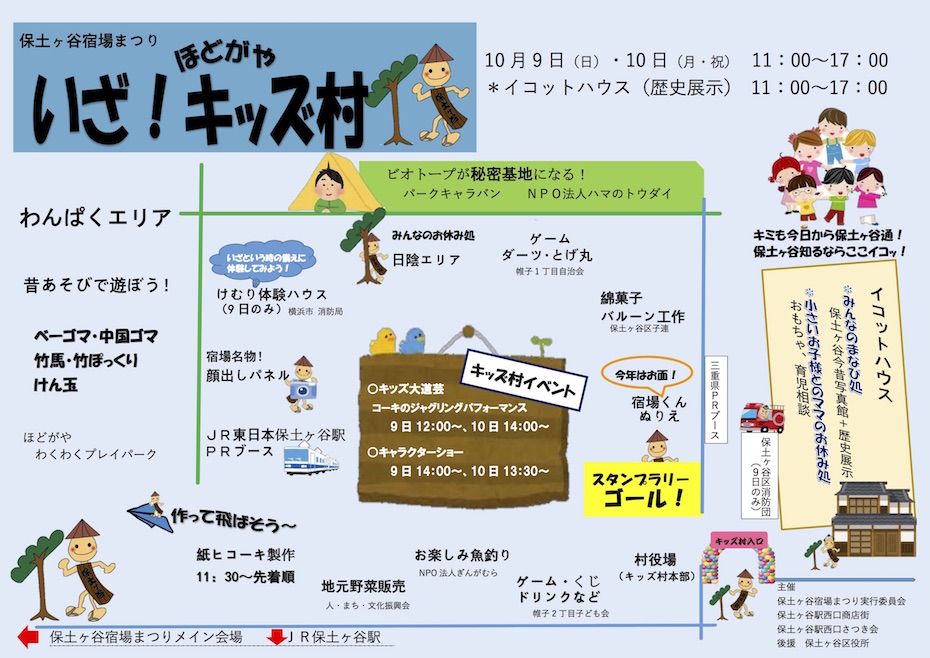 保土ヶ谷宿場まつり
ほどがや
いざ！キッズ村
10月9日（日）・10日（月・祝） 11：00〜17：00
＊イコットハウス（歴史展示） 11：00〜17：00
ビオトープが秘密基地になる！
パークキャラバン ＮＰＯ法人ハマのトウダイ
キミも今日から保土ヶ谷通！
保土ヶ谷知るならここイコッ！
わんぱくエリア
昔あそびで遊ぼう！
ベーゴマ・中国ゴマ
竹馬・竹ぽっくり
けん玉
ほどがや
わくわくプレイパーク
いざという時の備えに
体験してみよう！
けむり体験ハウス
（9日のみ）横浜市 消防局
宿場名物！
顔出しパネル
ＪＲ東日本保土ヶ谷駅
ＰＲブース
みんなのお休み処
日陰エリア
ゲーム
ダーツ・とげ丸
帷子１丁目自治会
綿菓子
バルーン工作
保土ヶ谷区子連
キッズ村イベント
○キッズ大道芸
コーキのジャグリングパフォーマンス
9日12:00〜、10日14:00〜
○キャラクターショー
9日14:00〜、10日13:30〜
今年はお面！
宿場くん
ぬりえ
スタンプラリー
ゴール！
三重県ＰＲブース
保土ヶ谷区消防団
（9日のみ）
イコットハウス
※みんなのまなび処
保土ヶ谷今昔写真館＋歴史展示
※小さいお子様とのママのお休み処
おもちゃ、育児相談
作って飛ばそう〜
紙ヒコーキ製作
11：30〜先着順
地元野菜販売
人・まち・文化振興会
お楽しみ魚釣り
NPO法人ぎんがむら
ゲーム・くじ
ドリンクなど
帷子２丁目子ども会
村役場
（キッズ村本部）
キッズ村入口
主催
保土ヶ谷宿場まつり実行委員会
保土ヶ谷駅西口商店街
保土ヶ谷駅西口さつき会
後援 保土ヶ谷区役所
保土ヶ谷宿場まつりメイン会場
ＪＲ保土ヶ谷駅